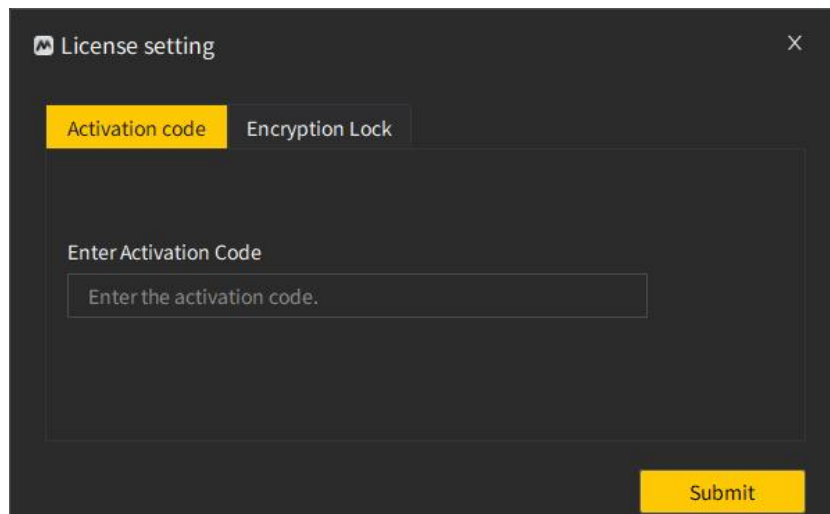 License setting
X
Activation code
Encryption Lock
Enter Activation Code
Enter the activation code.
Submit